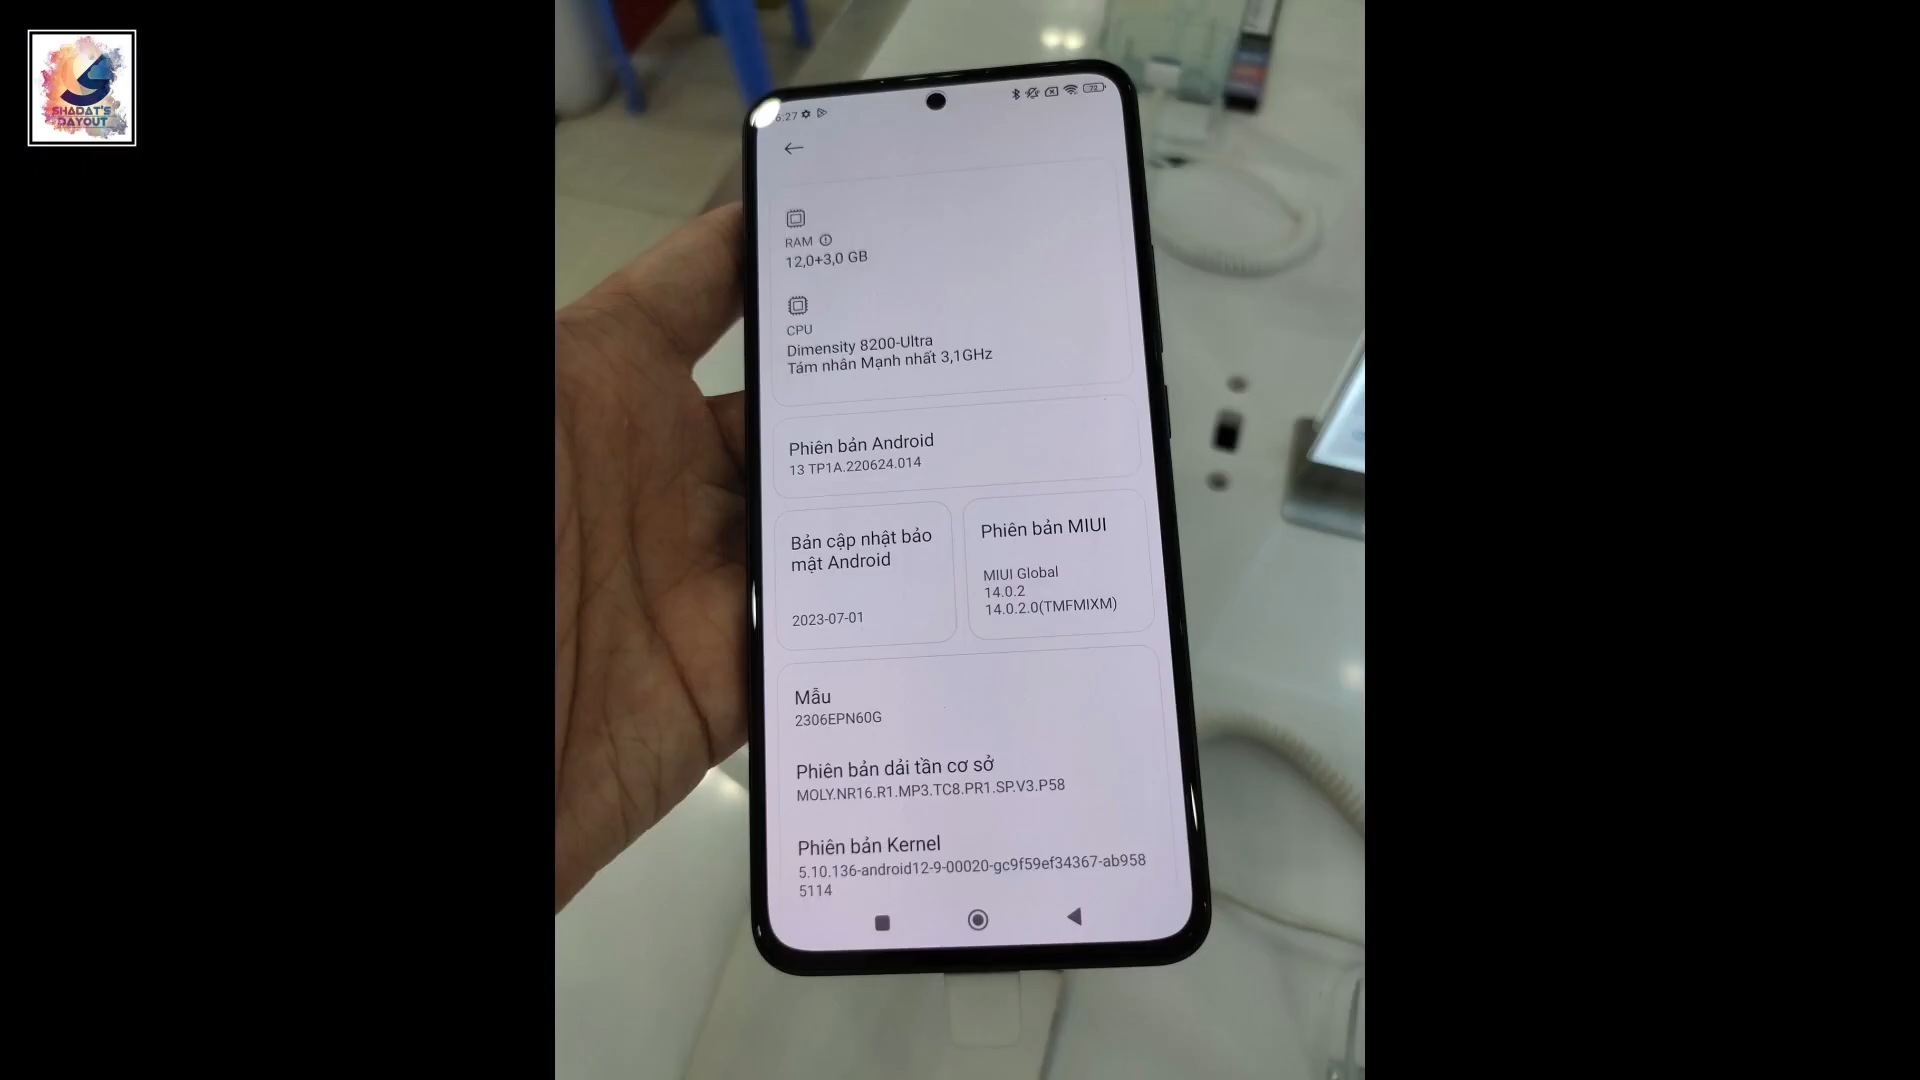 SHADAT'S
DAYOUT
6.27
72
RAM
12,0+3,0 GB
CPU
Dimensity 8200-Ultra
Tám nhân Mạnh nhất 3,1GHz
Phiên bản Android
13 TP1A.220624.014
Bản cập nhật bảo
mật Android
2023-07-01
Phiên bản MIUI
MIUI Global
14.0.2
14.0.2.0(TMFMIXM)
Mẫu
2306EPN60G
Phiên bản dải tần cơ sở
MOLY.NR16.R1.MP3.TC8.PR1.SP.V3.P58
Phiên bản Kernel
5.10.136-android12-9-00020-gc9f59ef34367-ab958
5114